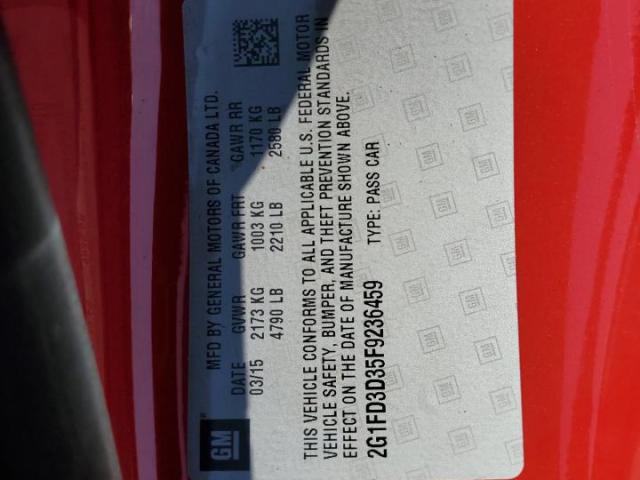 GM
MFD BY GENERAL MOTORS OF CANADA LTD.
DATE GVWR GAWR FRT GAWR RR
03/15 2173 KG 1003 KG 1170 KG
4790 LB 2210 LB 2580 LB
THIS VEHICLE CONFORMS TO ALL APPLICABLE U.S. FEDERAL MOTOR
VEHICLE SAFETY, BUMPER, AND THEFT PREVENTION STANDARDS IN
EFFECT ON THE DATE OF MANUFACTURE SHOWN ABOVE.
2G1FD3D35F9236459 TYPE: PASS CAR